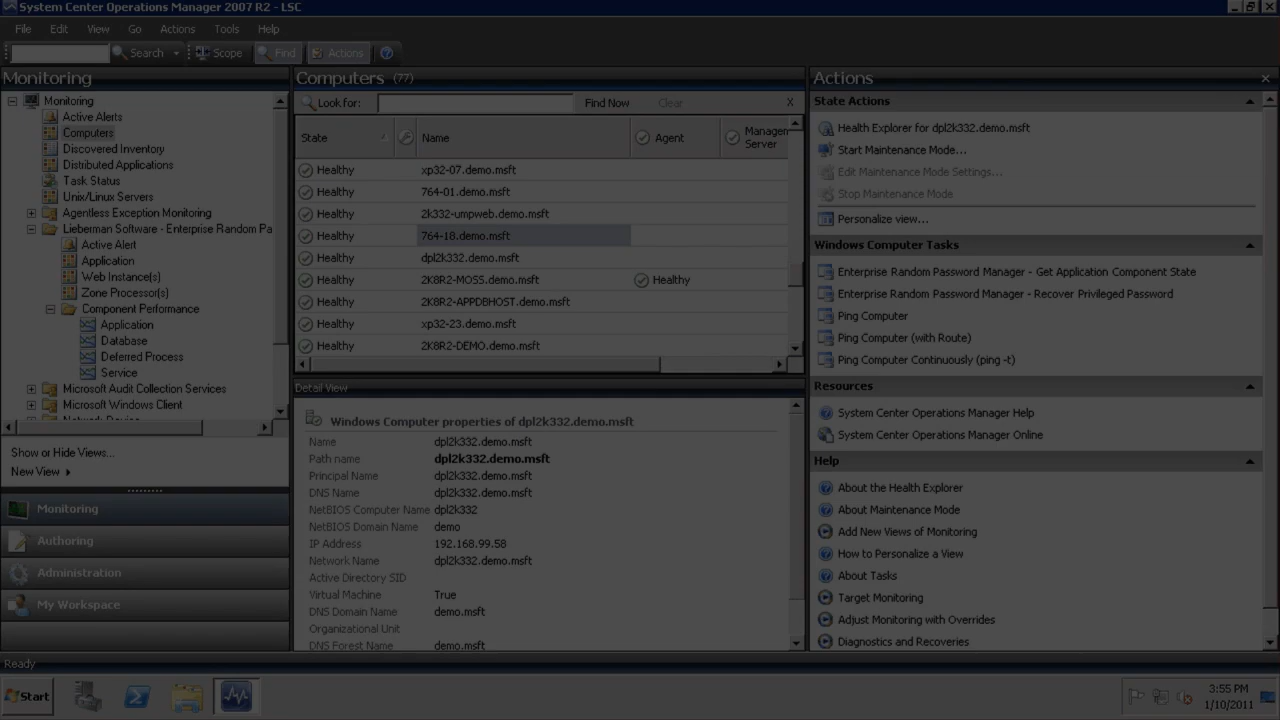 System Center Operations Manager 2007 R2 - LSC
File Edit View Go Actions Tools Help
Search Scope Find Actions
Monitoring
Monitoring
Active Alerts
Computers
Discovered Inventory
Distributed Applications
Task Status
Unix/Linux Servers
Agentless Exception Monitoring
Lieberman Software - Enterprise Random Pa
Active Alert
Application
Web Instance(s)
Zone Processor(s)
Component Performance
Application
Database
Deferred Process
Service
Microsoft Audit Collection Services
Microsoft Windows Client
Show or Hide Views...
New View
Monitoring
Authoring
Administration
My Workspace
Computers (77)
Look for: Find Now Clear X
State Name Agent Managem
Server
Healthy xp32-07.demo.msft
Healthy 764-01.demo.msft
Healthy 2k332-umpweb.demo.msft
Healthy 764-18.demo.msft
Healthy dpl2k332.demo.msft
Healthy 2K8R2-MOSS.demo.msft Healthy
Healthy 2K8R2-APPDBHOST.demo.msft
Healthy xp32-23.demo.msft
Healthy 2K8R2-DEMO.demo.msft
Detail View
Windows Computer properties of dpl2k332.demo.msft
Name dpl2k332.demo.msft
Path name dpl2k332.demo.msft
Principal Name dpl2k332.demo.msft
DNS Name dpl2k332.demo.msft
NetBIOS Computer Name dpl2k332
NetBIOS Domain Name demo
IP Address 192.168.99.58
Network Name dpl2k332.demo.msft
Active Directory SID
Virtual Machine True
DNS Domain Name demo.msft
Organizational Unit
DNS Forest Name demo.msft
Actions
State Actions
Health Explorer for dpl2k332.demo.msft
Start Maintenance Mode...
Edit Maintenance Mode Settings...
Stop Maintenance Mode
Personalize view...
Windows Computer Tasks
Enterprise Random Password Manager - Get Application Component State
Enterprise Random Password Manager - Recover Privileged Password
Ping Computer
Ping Computer (with Route)
Ping Computer Continuously (ping -t)
Resources
System Center Operations Manager Help
System Center Operations Manager Online
Help
About the Health Explorer
About Maintenance Mode
Add New Views of Monitoring
How to Personalize a View
About Tasks
Target Monitoring
Adjust Monitoring with Overrides
Diagnostics and Recoveries
Ready
Start
3:55 PM
1/10/2011